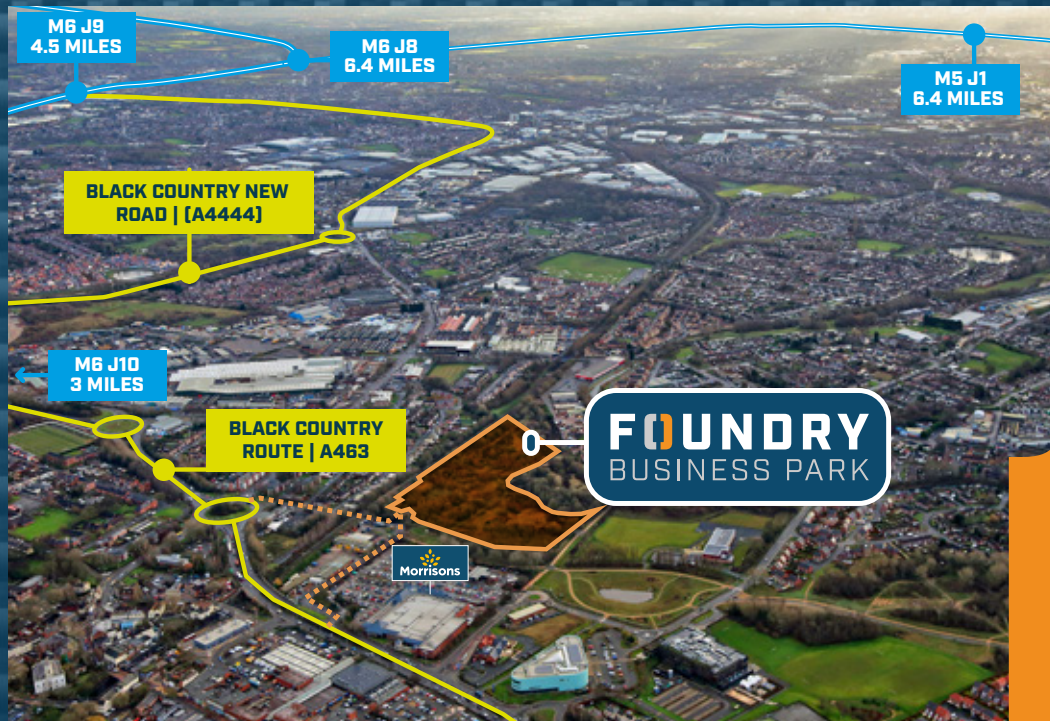 M6 J9
4.5 MILES
M6 J8
6.4 MILES
M5 J1
6.4 MILES
BLACK COUNTRY NEW
ROAD | (A4444)
M6 J10
3 MILES
BLACK COUNTRY
ROUTE | A463
FOUNDRY
BUSINESS PARK
Morrisons